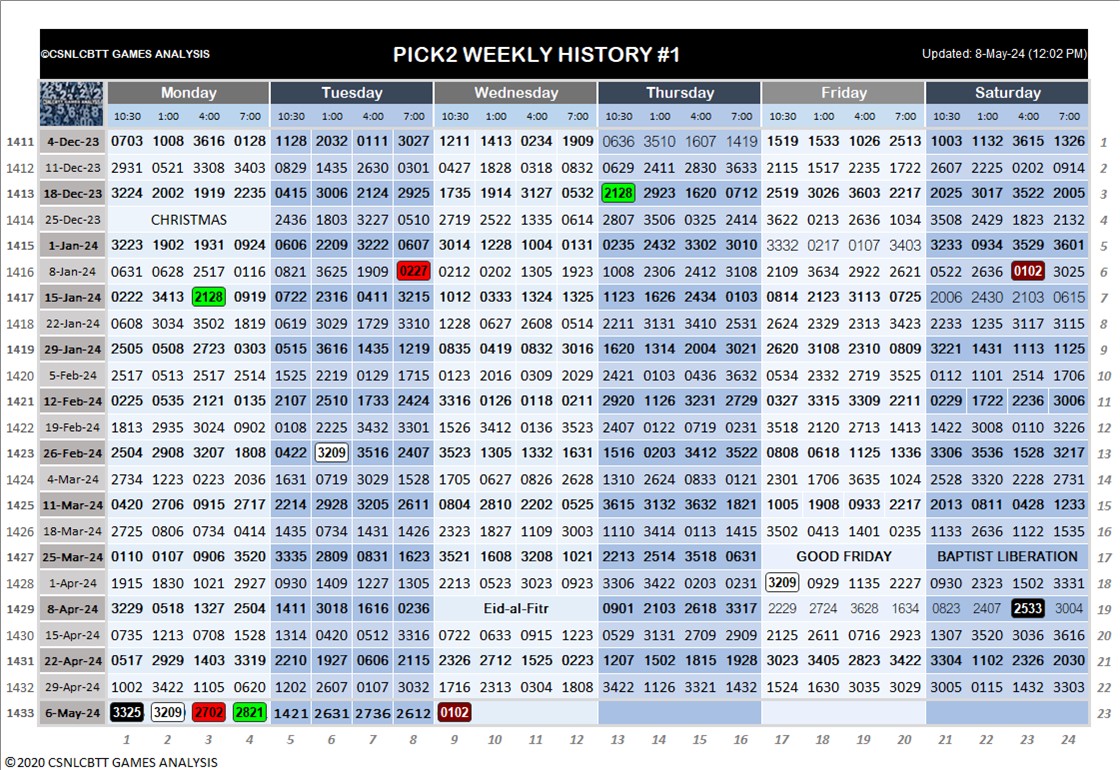 ©CSNLCBTT GAMES ANALYSIS PICK2 WEEKLY HISTORY #1 Updated: 8-May-24 (12:02 PM)
Monday Tuesday Wednesday Thursday Friday Saturday
10:30 1:00 4:00 7:00 10:30 1:00 4:00 7:00 10:30 1:00 4:00 7:00 10:30 1:00 4:00 7:00 10:30 1:00 4:00 7:00 10:30 1:00 4:00 7:00
1411 4-Dec-23 0703 1008 3616 0128 1128 2032 0111 3027 1211 1413 0234 1909 0636 3510 1607 1419 1519 1533 1026 2513 1003 1132 3615 1326 1
1412 11-Dec-23 2931 0521 3308 3403 0829 1435 2630 0301 0427 1828 0318 0832 0629 2411 2830 3633 2115 1517 2235 1722 2607 2225 0202 0914 2
1413 18-Dec-23 3224 2002 1919 2235 0415 3006 2124 2925 1735 1914 3127 0532 2128 2923 1620 0712 2519 3026 3603 2217 2025 3017 3522 2005 3
1414 25-Dec-23 CHRISTMAS 2436 1803 3227 0510 2719 2522 1335 0614 2807 3506 0325 2414 3622 0213 2636 1034 3508 2429 1823 2132 4
1415 1-Jan-24 3223 1902 1931 0924 0606 2209 3222 0607 3014 1228 1004 0131 0235 2432 3302 3010 3332 0217 0107 3403 3233 0934 3529 3601 5
1416 8-Jan-24 0631 0628 2517 0116 0821 3625 1909 0227 0212 0202 1305 1923 1008 2306 2412 3108 2109 3634 2922 2621 0522 2636 0102 3025 6
1417 15-Jan-24 0222 3413 2128 0919 0722 2316 0411 3215 1012 0333 1324 1325 1123 1626 2434 0103 0814 2123 3113 0725 2006 2430 2103 0615 7
1418 22-Jan-24 0608 3034 3502 1819 0619 3029 1729 3310 1228 0627 2608 0514 2211 3131 3410 2531 2624 2329 2313 3423 2233 1235 3117 3115 8
1419 29-Jan-24 2505 0508 2723 0303 0515 3616 1435 1219 0835 0419 0832 3016 1620 1314 2004 3021 2620 3108 2310 0809 3221 1431 1113 1125 9
1420 5-Feb-24 2517 0513 2517 2514 1525 2219 0129 1715 0123 2016 0309 2029 2421 0103 0436 3632 0534 2332 2719 3525 0112 1101 2514 1706 10
1421 12-Feb-24 0225 0535 2121 0135 2107 2510 1733 2424 3316 0126 0118 0211 2920 1126 3231 2729 0327 3315 3309 2211 0229 1722 2236 3006 11
1422 19-Feb-24 1813 2935 3024 0902 0108 2225 3432 3301 1526 3412 0136 3523 2407 0122 0719 0231 3518 2120 2713 1413 1422 3008 0110 3226 12
1423 26-Feb-24 2504 2908 3207 1808 0422 3209 3516 2407 3523 1305 1332 1631 1516 0203 3412 3522 0808 0618 1125 1336 3306 3536 1528 3217 13
1424 4-Mar-24 2734 1223 0223 2036 1631 0719 3029 1528 1705 0627 0826 2628 1310 2624 0833 0121 2301 1706 3635 1024 2528 3320 2228 2731 14
1425 11-Mar-24 0420 2706 0915 2717 2214 2928 3205 2611 0804 2810 2202 0525 3615 3132 3632 1821 1005 1908 0933 2217 2013 0811 0428 1233 15
1426 18-Mar-24 2725 0806 0734 0414 1435 0734 1431 1426 2323 1827 1109 3003 1110 3414 0113 1415 3502 0413 1401 0235 1133 2636 1122 1535 16
1427 25-Mar-24 0110 0107 0906 3520 3335 2809 0831 1623 3521 1608 3208 1021 2213 2514 3518 0631 GOOD FRIDAY BAPTIST LIBERATION 17
1428 1-Apr-24 1915 1830 1021 2927 0930 1409 1227 1305 2213 0523 3023 0923 3306 3422 0203 0231 3209 0929 1135 2227 0930 2323 1502 3331 18
1429 8-Apr-24 3229 0518 1327 2504 1411 3018 1616 0236 Eid-al-Fitr 0901 2103 2618 3317 2229 2724 3628 1634 0823 2407 2533 3004 19
1430 15-Apr-24 0735 1213 0708 1528 1314 0420 0512 3316 0722 0633 0915 1223 0529 3131 2709 2909 2125 2611 0716 2923 1307 3520 3036 3616 20
1431 22-Apr-24 0517 2929 1403 3319 2210 1927 0606 2115 2326 2712 1525 0223 1207 1502 1815 1928 3023 3405 2823 3422 3304 1102 2326 2030 21
1432 29-Apr-24 1002 3422 1105 0620 1202 2607 0107 3032 1716 2313 0304 1808 3422 1126 3321 1432 1524 1630 3035 3029 3005 0115 1432 3303 22
1433 6-May-24 3325 3209 2702 2821 1421 2631 2736 2612 0102 23
1 2 3 4 5 6 7 8 9 10 11 12 13 14 15 16 17 18 19 20 21 22 23 24
©2020 CSNLCBTT GAMES ANALYSIS